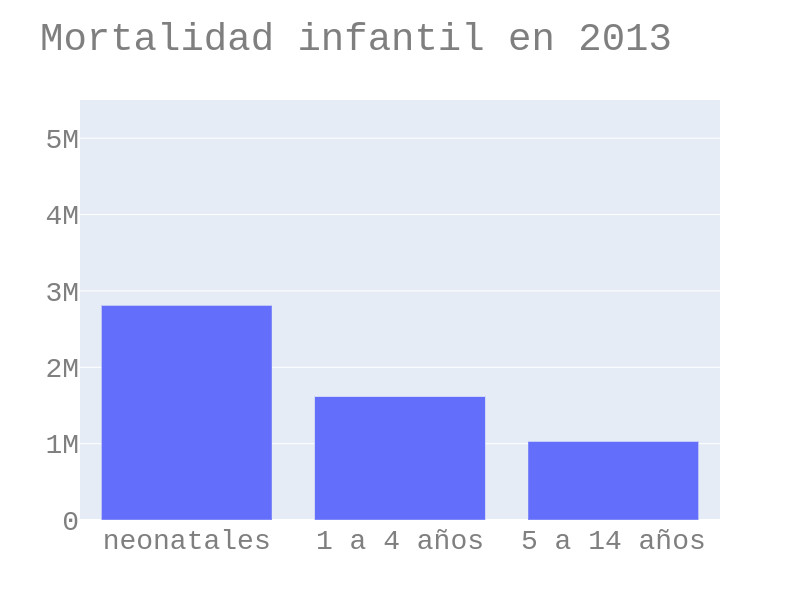 Mortalidad infantil en 2013
5M
4M
3M
2M
1M
0
neonatales 1 a 4 años 5 a 14 años